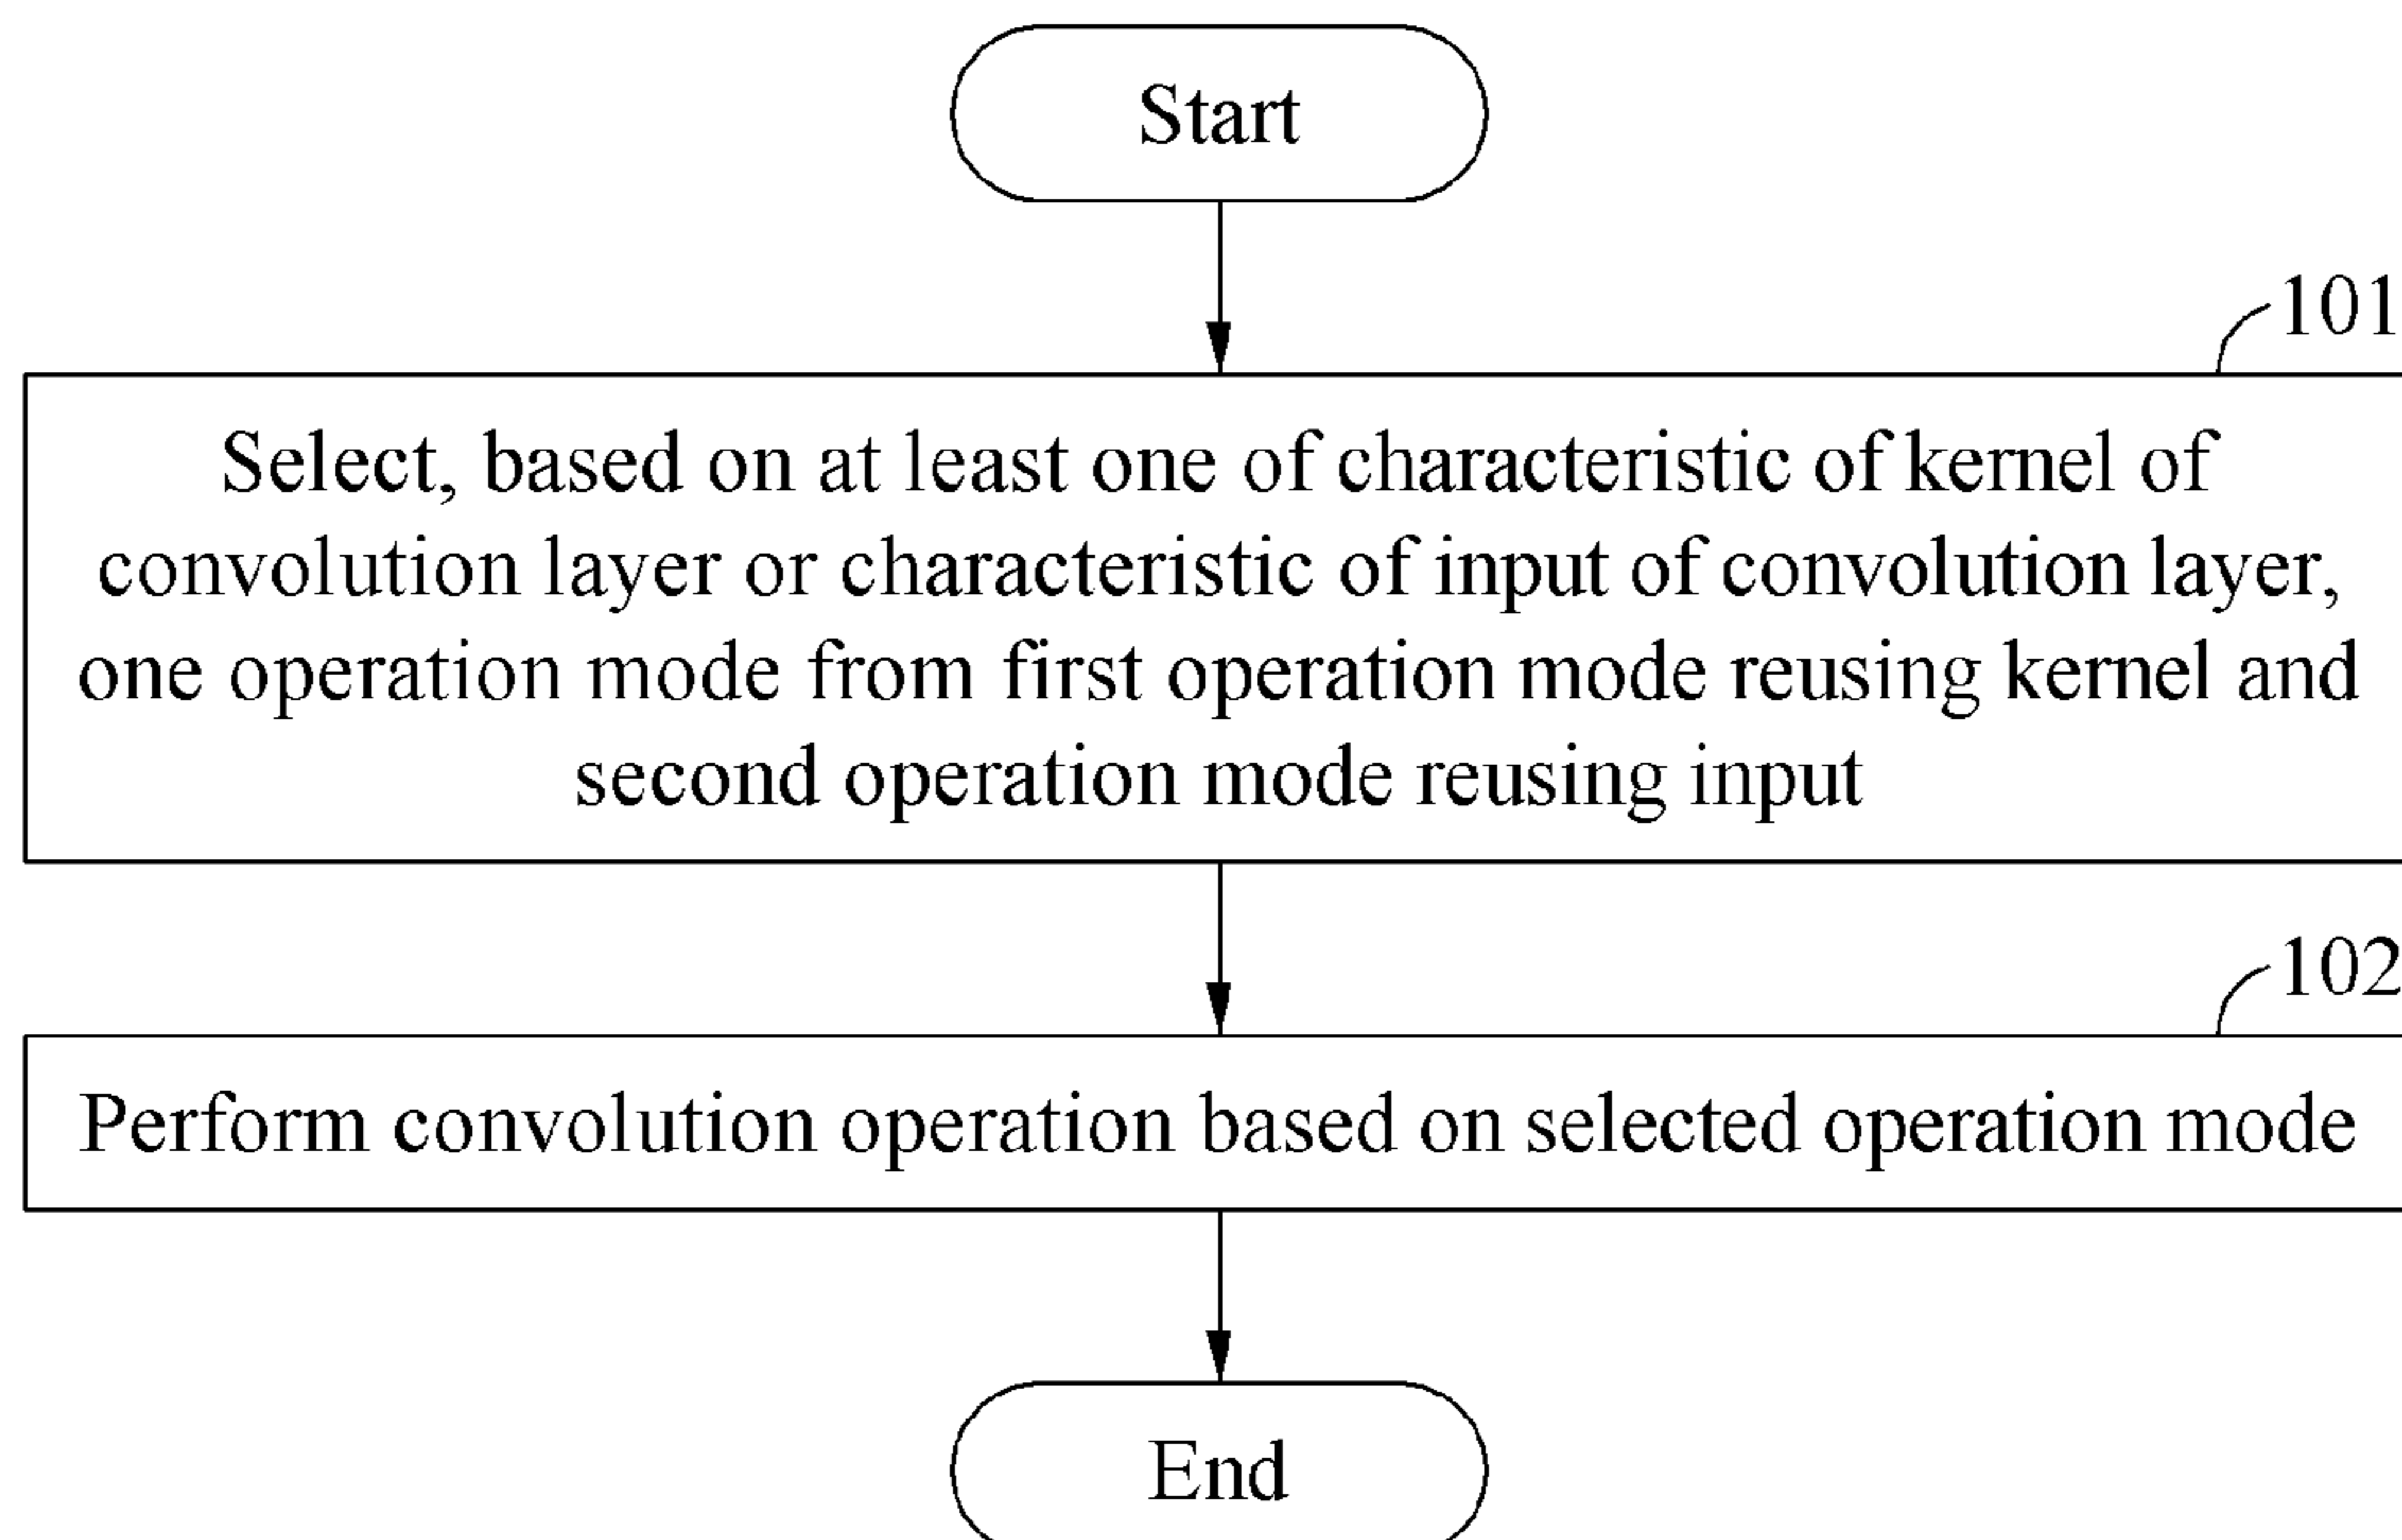 Start
101
Select, based on at least one of characteristic of kernel of
convolution layer or characteristic of input of convolution layer,
one operation mode from first operation mode reusing kernel and
second operation mode reusing input
102
Perform convolution operation based on selected operation mode
End